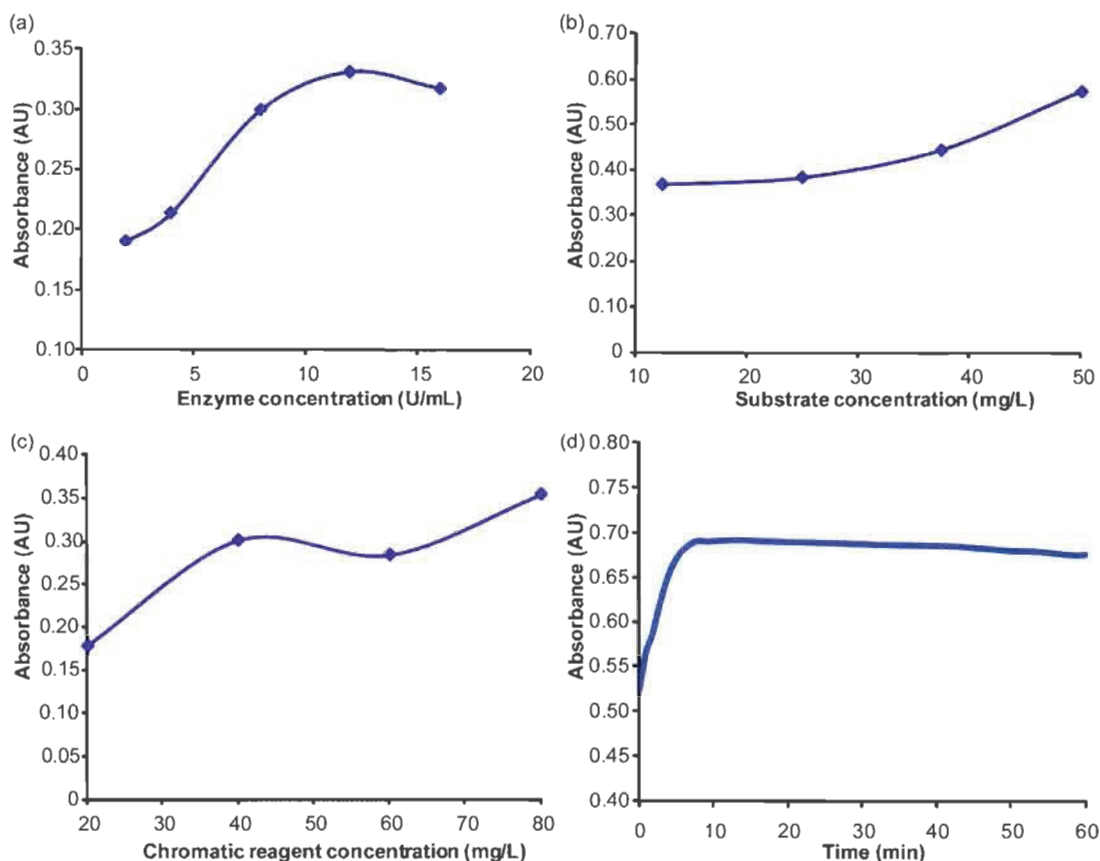 (a)
0.35
0.30
0.25
0.20
0.15
0.10
Absorbance (AU)
0 5 10 15 20
Enzyme concentration (U/mL)
(b)
0.70
0.60
0.50
0.40
0.30
0.20
0.10
0
Absorbance (AU)
10 20 30 40 50
Substrate concentration (mg/L)
(c)
0.40
0.35
0.30
0.25
0.20
0.15
0.10
0.05
0
Absorbance (AU)
20 30 40 50 60 70 80
Chromatic reagent concentration (mg/L)
(d)
0.80
0.75
0.70
0.65
0.60
0.55
0.50
0.45
0.40
Absorbance (AU)
0 10 20 30 40 50 60
Time (min)